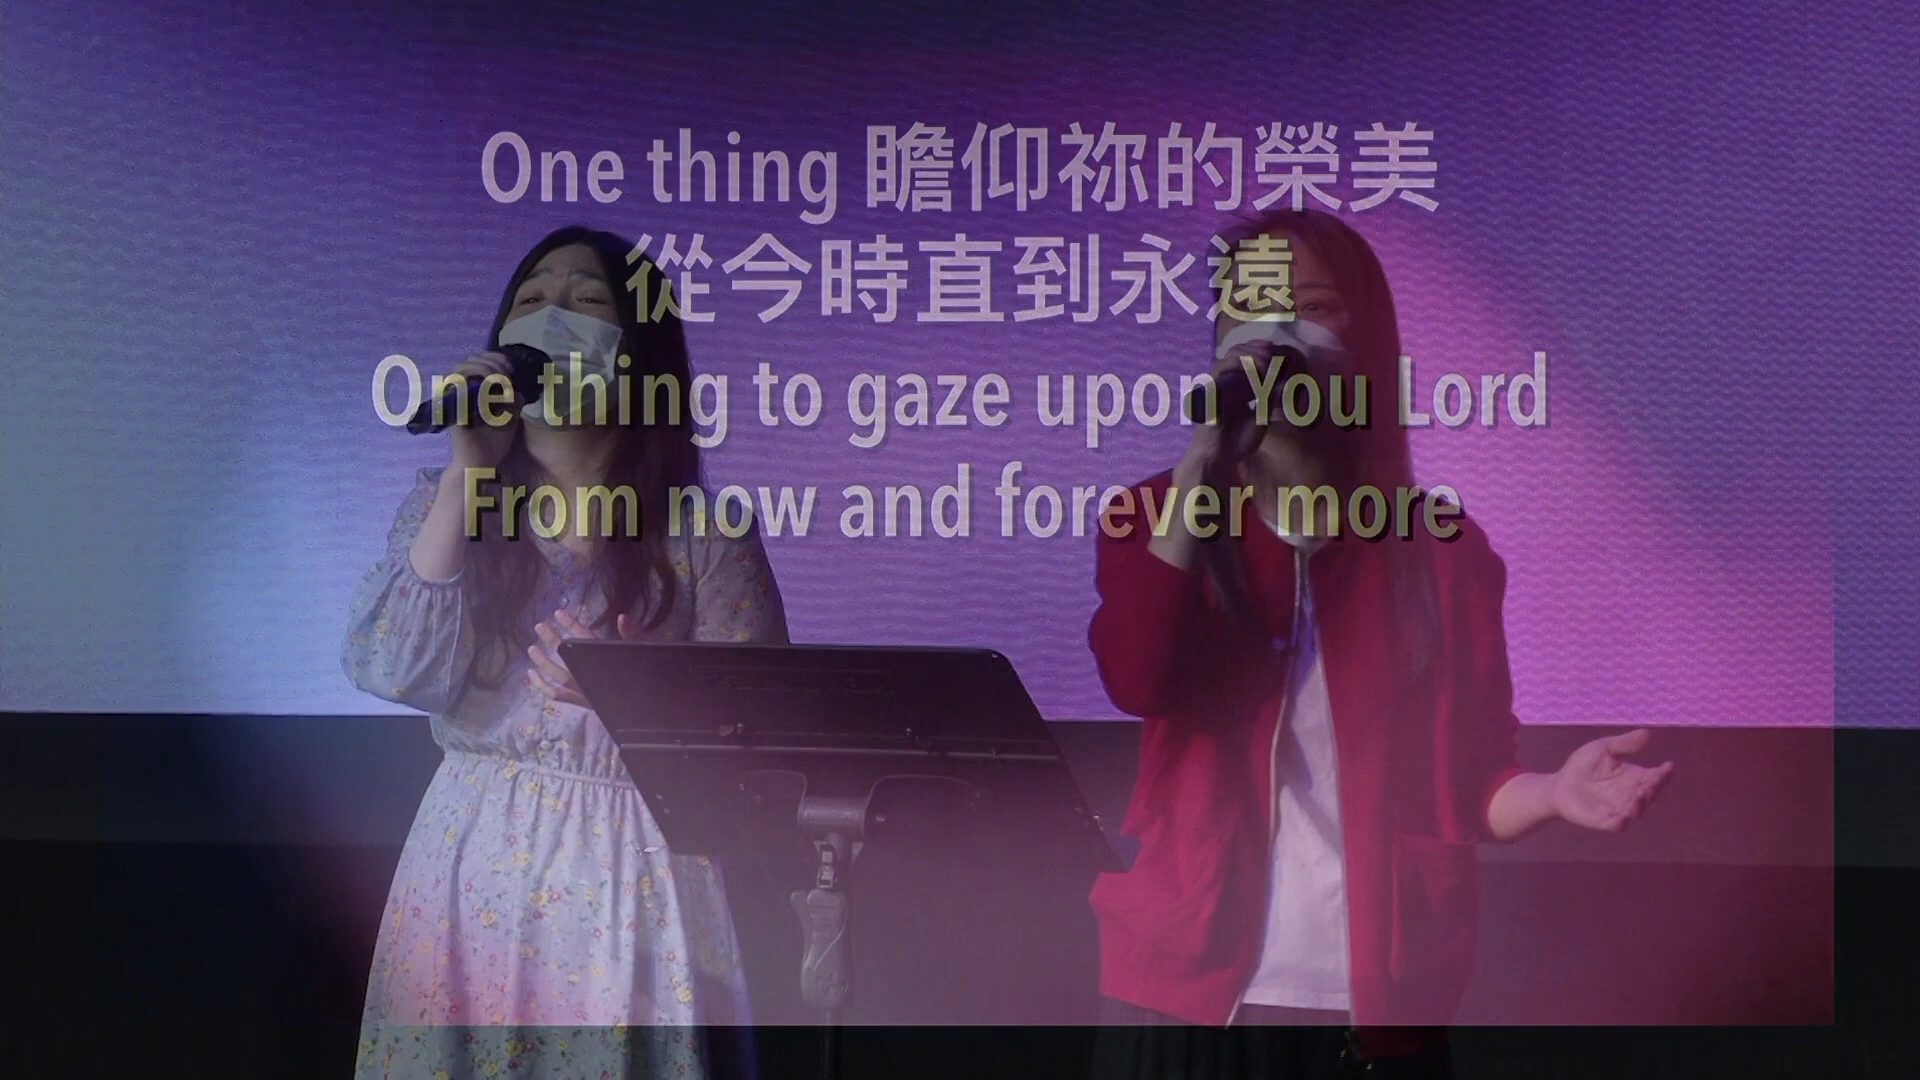 One thing 瞻仰祢的榮美
從今時直到永遠
One thing to gaze upon You Lord
From now and forever more